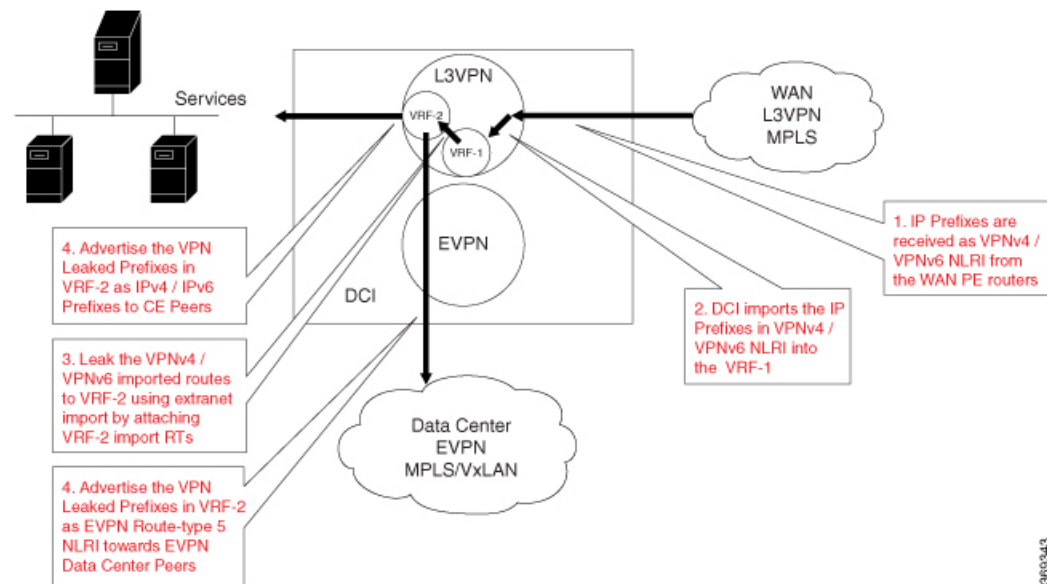 Services
L3VPN
VRF-2
VRF-1
EVPN
DCI
WAN
L3VPN
MPLS
1. IP Prefixes are
received as VPNv4 /
VPNv6 NLRI from
the WAN PE routers
2. DCI imports the IP
Prefixes in VPNv4 /
VPNv6 NLRI into
the VRF-1
4. Advertise the VPN
Leaked Prefixes in
VRF-2 as IPv4 / IPv6
Prefixes to CE Peers
3. Leak the VPNv4 /
VPNv6 imported routes
to VRF-2 using extranet
import by attaching
VRF-2 import RTs
4. Advertise the VPN
Leaked Prefixes in VRF-2
as EVPN Route-type 5
NLRI towards EVPN
Data Center Peers
Data Center
EVPN
MPLS/VxLAN
369343